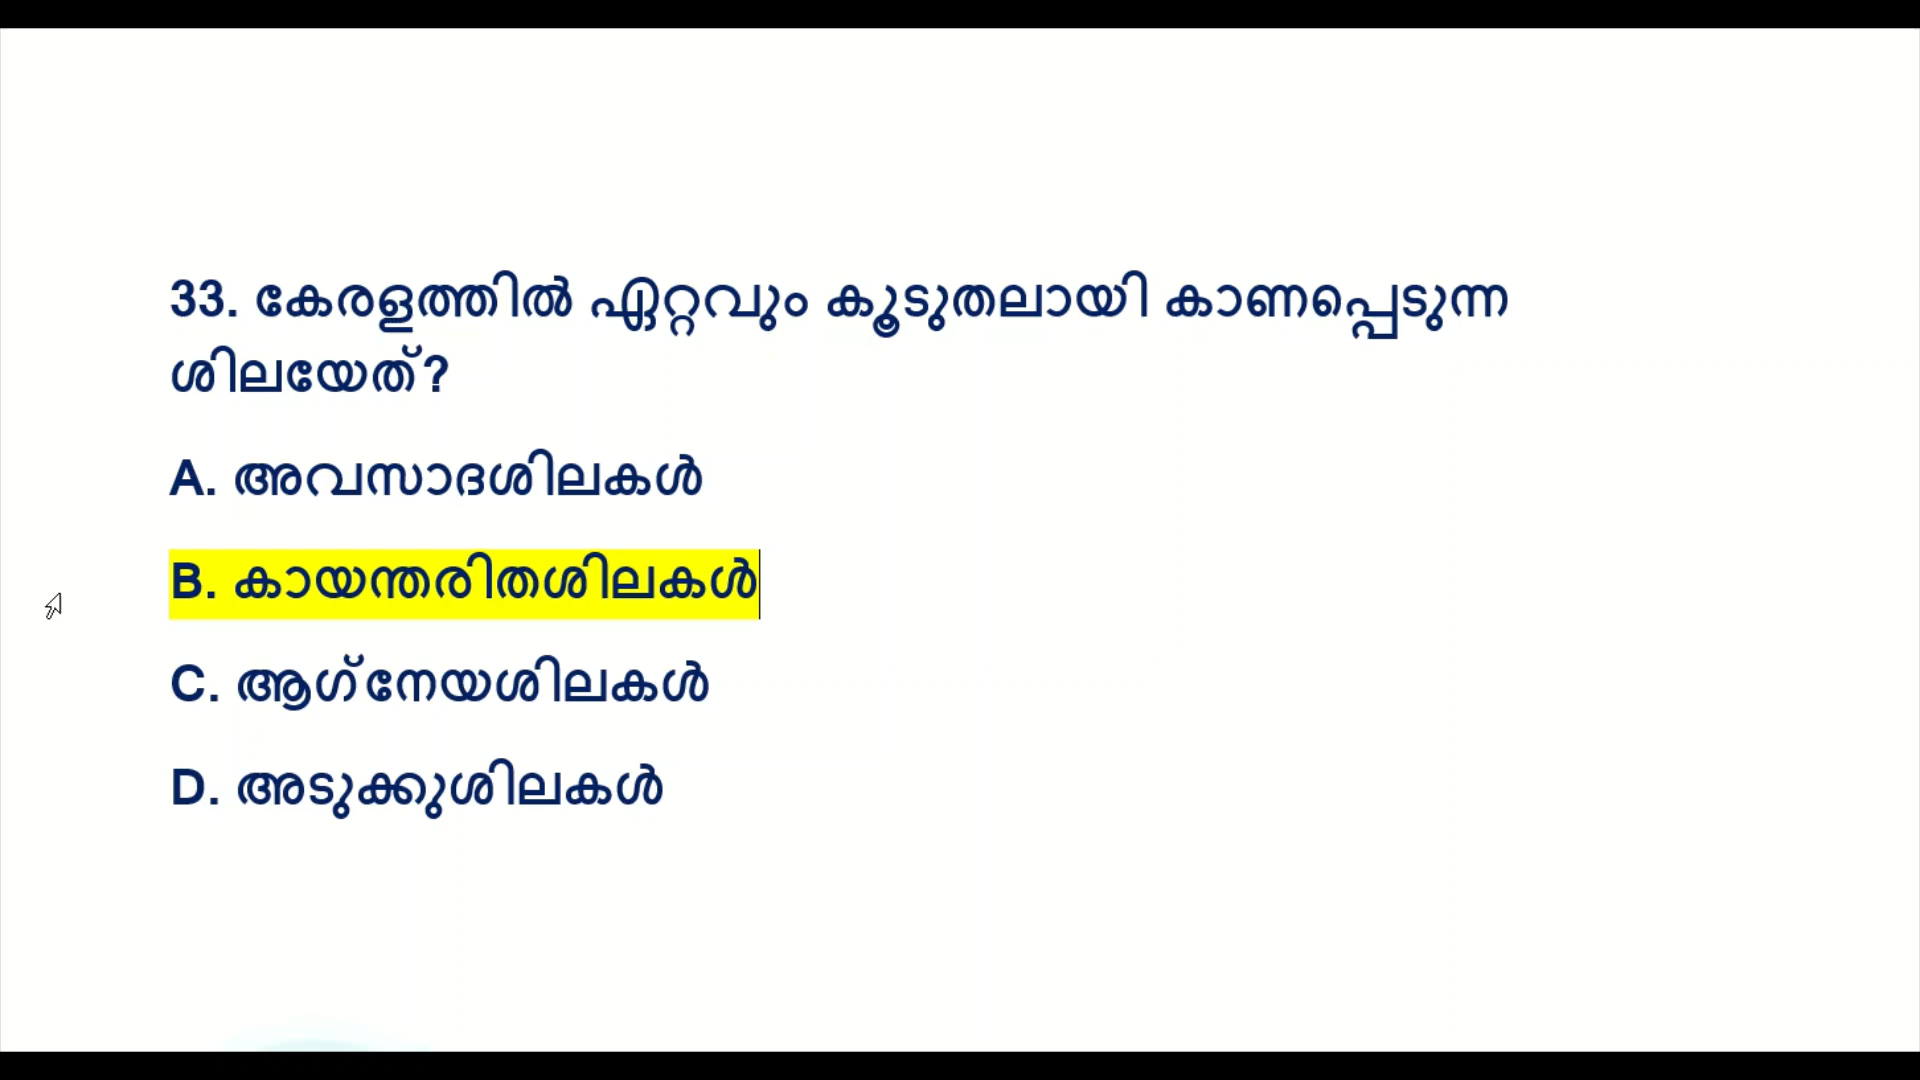 33. കേരളത്തിൽ ഏറ്റവും കൂടുതലായി കാണപ്പെടുന്ന
ശിലയേത്?
A. അവസാദശിലകൾ
B. കായന്തരിതശിലകൾ
C. ആഗ്‌നേയശിലകൾ
D. അടുക്കുശിലകൾ